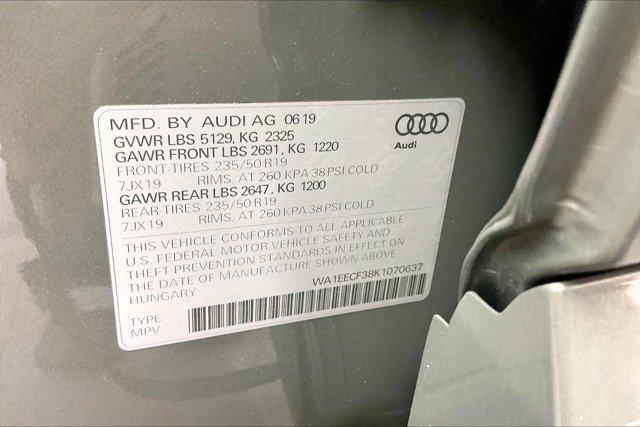 MFD. BY AUDI AG 06 19
GVWR LBS 5129, KG 2325
GAWR FRONT LBS 2691, KG 1220
FRONT-TIRES 235/50 R19
7JX19 RIMS. AT 260 KPA 38 PSI COLD
GAWR REAR LBS 2647, KG 1200
REAR-TIRES 235/50 R19
7JX19 RIMS. AT 260 KPA 38 PSI COLD
THIS VEHICLE CONFORMS TO ALL APPLICABLE
U.S. FEDERAL MOTOR VEHICLE SAFETY AND
THEFT PREVENTION STANDARDS IN EFFECT ON
THE DATE OF MANUFACTURE SHOWN ABOVE
HUNGARY
WA1EECF38K1070637
TYPE:
MPV
Audi